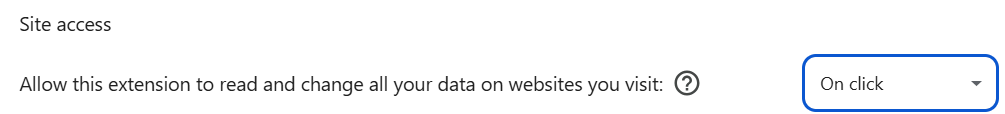 Site access
Allow this extension to read and change all your data on websites you visit: On click